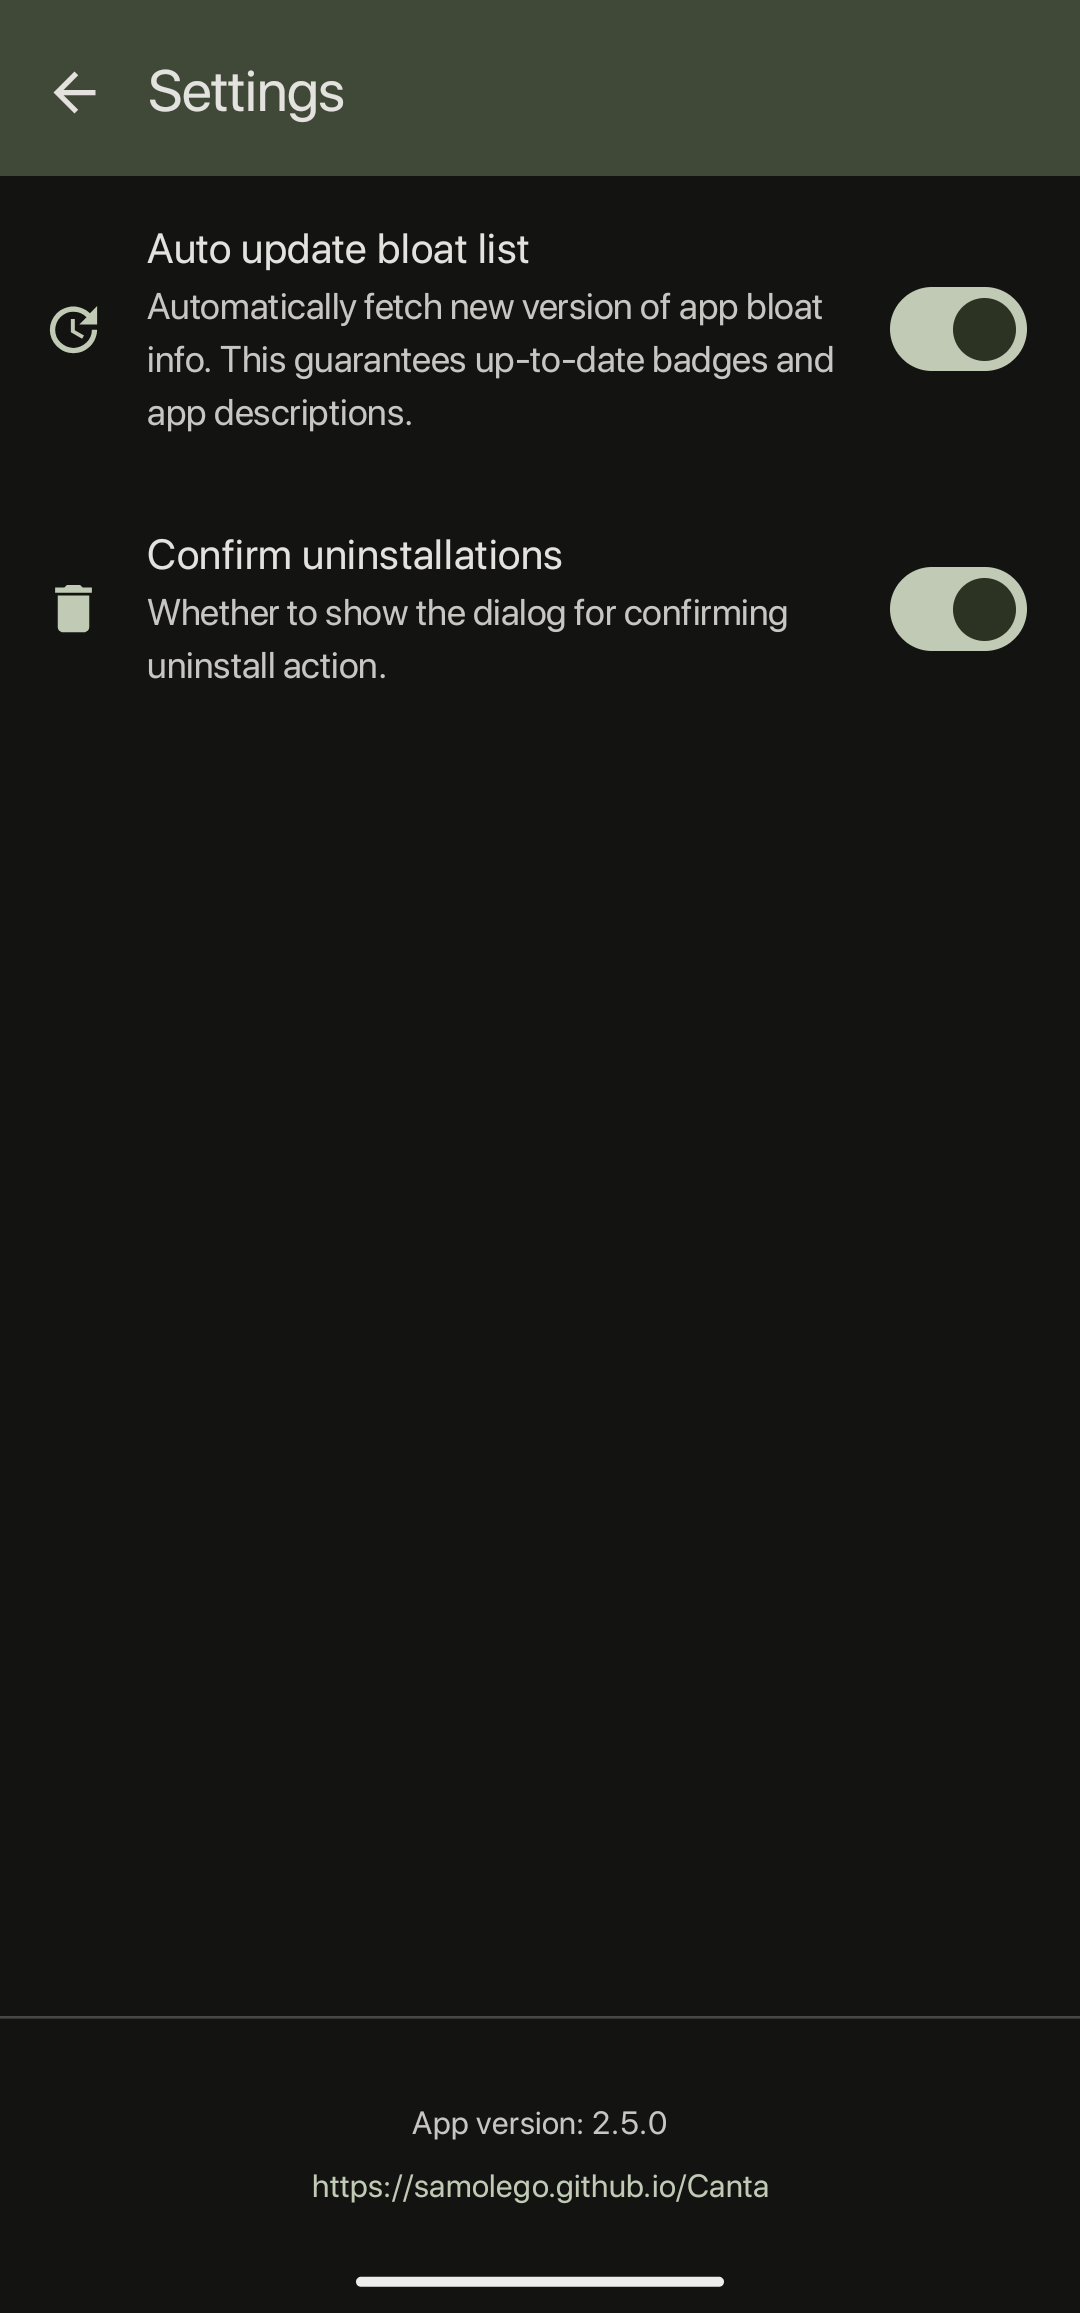 Settings
Auto update bloat list
Automatically fetch new version of app bloat
info. This guarantees up-to-date badges and
app descriptions.
Confirm uninstallations
Whether to show the dialog for confirming
uninstall action.
App version: 2.5.0
https://samolego.github.io/Canta